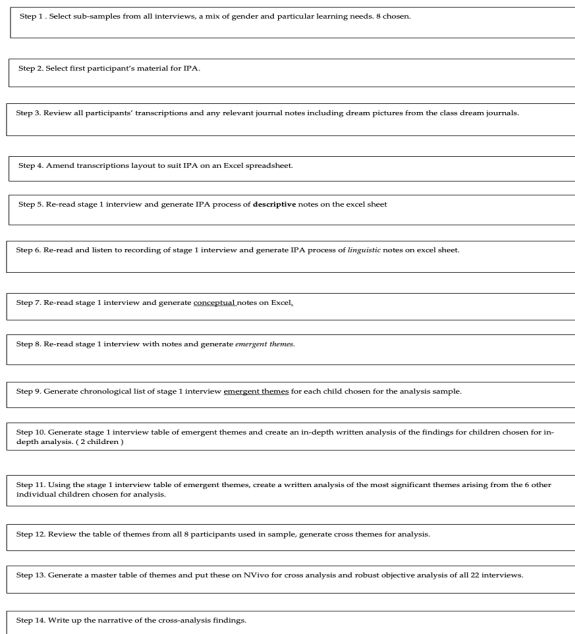 Step 1 . Select sub-samples from all interviews, a mix of gender and particular learning needs. 8 chosen.
Step 2. Select first participant's material for IPA.
Step 3. Review all participants' transcriptions and any relevant journal notes including dream pictures from the class dream journals.
Step 4. Amend transcriptions layout to suit IPA on an Excel spreadsheet.
Step 5. Re-read stage 1 interview and generate IPA process of descriptive notes on the excel sheet
Step 6. Re-read and listen to recording of stage 1 interview and generate IPA process of linguistic notes on excel sheet.
Step 7. Re-read stage 1 interview and generate conceptual notes on Excel.
Step 8. Re-read stage 1 interview with notes and generate emergent themes.
Step 9. Generate chronological list of stage 1 interview emergent themes for each child chosen for the analysis sample.
Step 10. Generate stage 1 interview table of emergent themes and create an in-depth written analysis of the findings for children chosen for in-
depth analysis. ( 2 children )
Step 11. Using the stage 1 interview table of emergent themes, create a written analysis of the most significant themes arising from the 6 other
individual children chosen for analysis.
Step 12. Review the table of themes from all 8 participants used in sample, generate cross themes for analysis.
Step 13. Generate a master table of themes and put these on NVivo for cross analysis and robust objective analysis of all 22 interviews.
Step 14. Write up the narrative of the cross-analysis findings.